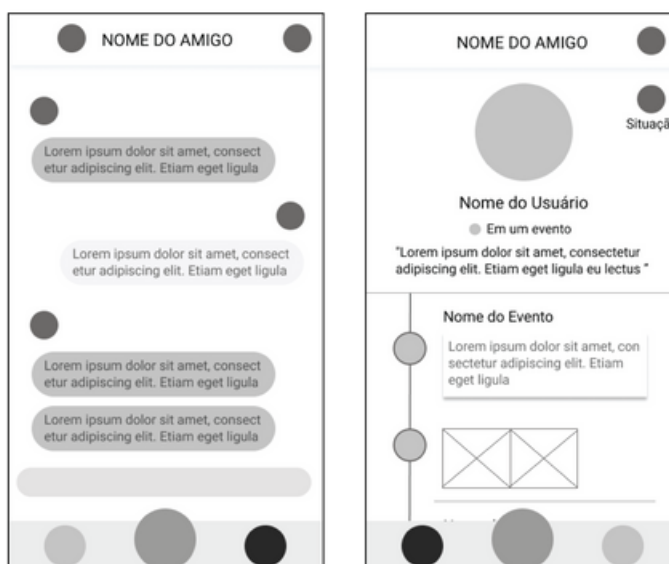 NOME DO AMIGO
Lorem ipsum dolor sit amet, consect
etur adipiscing elit. Etiam eget ligula
Lorem ipsum dolor sit amet, consect
etur adipiscing elit. Etiam eget ligula
Lorem ipsum dolor sit amet, consect
etur adipiscing elit. Etiam eget ligula
Lorem ipsum dolor sit amet, consect
etur adipiscing elit. Etiam eget ligula
NOME DO AMIGO
Situaçã
Nome do Usuário
Em um evento
"Lorem ipsum dolor sit amet, consectetur
adipiscing elit. Etiam eget ligula eu lectus "
Nome do Evento
Lorem ipsum dolor sit amet, con
sectetur adipiscing elit. Etiam
eget ligula